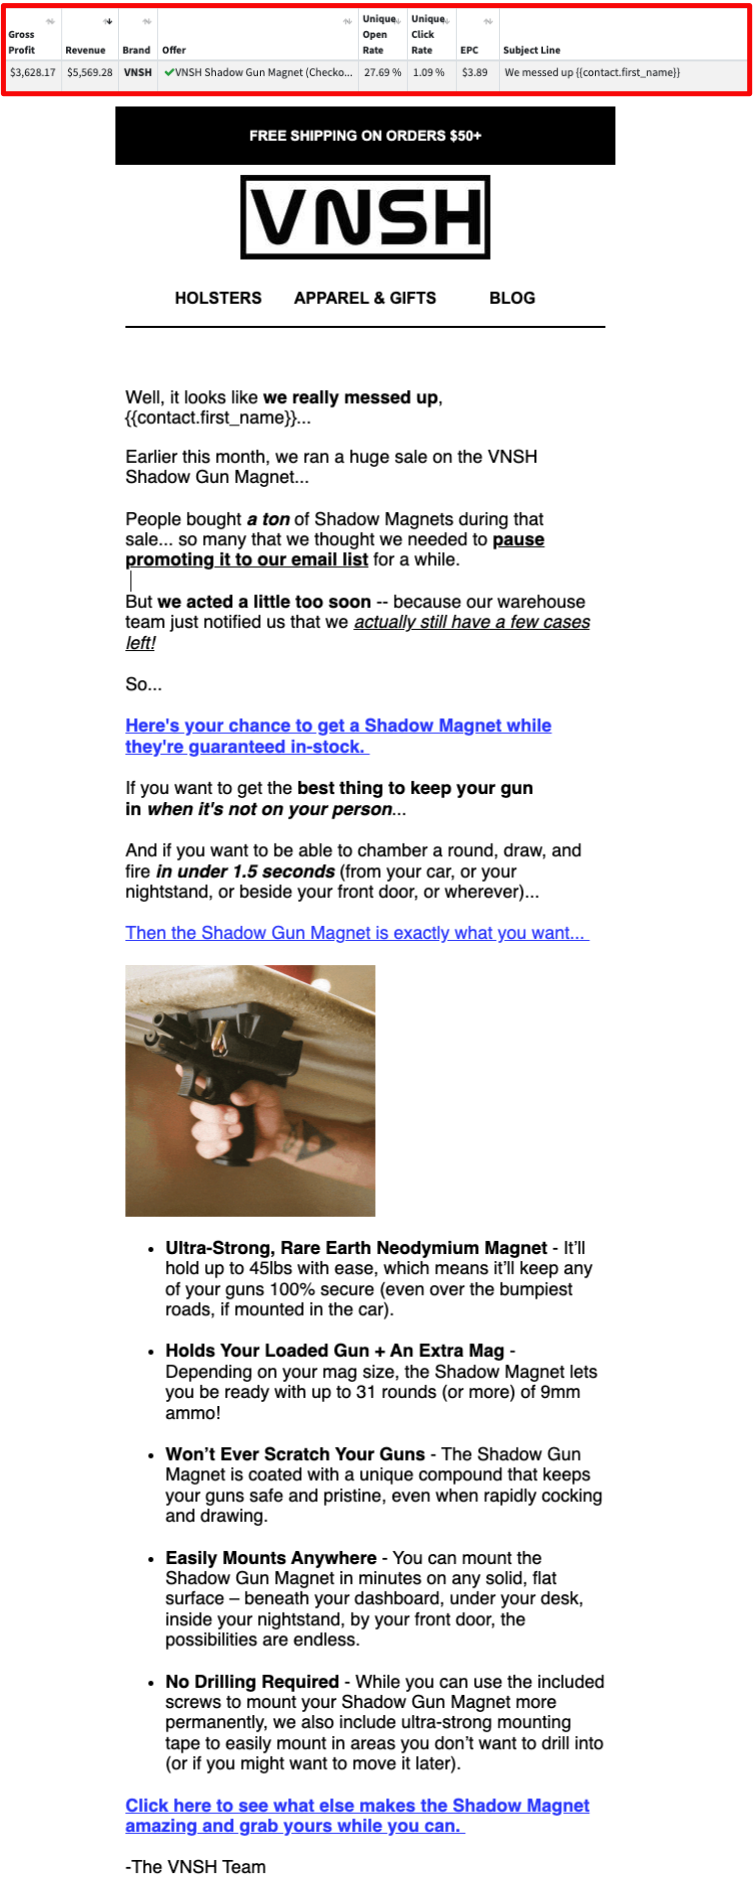 Gross Profit Revenue Brand Offer Unique Open Rate Unique Click Rate EPC Subject Line
$3,628.17 $5,569.28 VNSH ✔VNSH Shadow Gun Magnet (Checko... 27.69 % 1.09 % $3.89 We messed up {{contact.first_name}}
FREE SHIPPING ON ORDERS $50+
VNSH
HOLSTERS APPAREL & GIFTS BLOG
Well, it looks like we really messed up,
{{contact.first_name}}...
Earlier this month, we ran a huge sale on the VNSH
Shadow Gun Magnet...
People bought a ton of Shadow Magnets during that
sale... so many that we thought we needed to pause
promoting it to our email list for a while.
But we acted a little too soon -- because our warehouse
team just notified us that we actually still have a few cases
left!
So...
Here's your chance to get a Shadow Magnet while
they're guaranteed in-stock.
If you want to get the best thing to keep your gun
in when it's not on your person...
And if you want to be able to chamber a round, draw, and
fire in under 1.5 seconds (from your car, or your
nightstand, or beside your front door, or wherever)...
Then the Shadow Gun Magnet is exactly what you want...
• Ultra-Strong, Rare Earth Neodymium Magnet - It’ll
hold up to 45lbs with ease, which means it’ll keep any
of your guns 100% secure (even over the bumpiest
roads, if mounted in the car).
• Holds Your Loaded Gun + An Extra Mag -
Depending on your mag size, the Shadow Magnet lets
you be ready with up to 31 rounds (or more) of 9mm
ammo!
• Won’t Ever Scratch Your Guns - The Shadow Gun
Magnet is coated with a unique compound that keeps
your guns safe and pristine, even when rapidly cocking
and drawing.
• Easily Mounts Anywhere - You can mount the
Shadow Gun Magnet in minutes on any solid, flat
surface – beneath your dashboard, under your desk,
inside your nightstand, by your front door, the
possibilities are endless.
• No Drilling Required - While you can use the included
screws to mount your Shadow Gun Magnet more
permanently, we also include ultra-strong mounting
tape to easily mount in areas you don’t want to drill into
(or if you might want to move it later).
Click here to see what else makes the Shadow Magnet
amazing and grab yours while you can.
-The VNSH Team